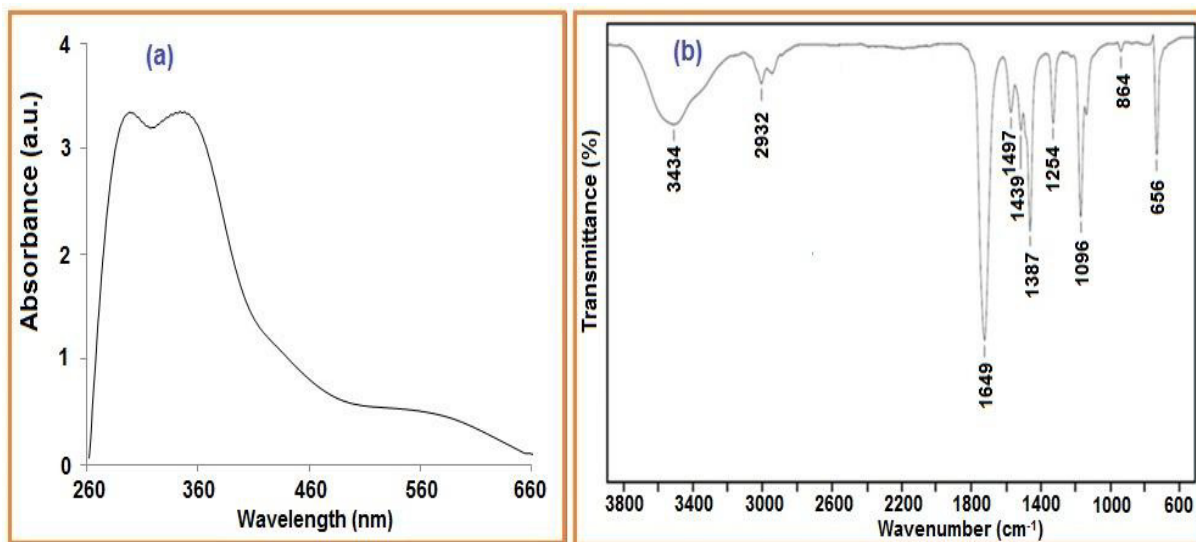 (a)
Absorbance (a.u.)
4
3
2
1
0
260 360 460 560 660
Wavelength (nm)
(b)
Transmittance (%)
3434
2932
1649
1497
1439
1387
1254
1096
864
656
3800 3000 2600 2200 1800 1400 1000 600
Wavenumber (cm⁻¹)